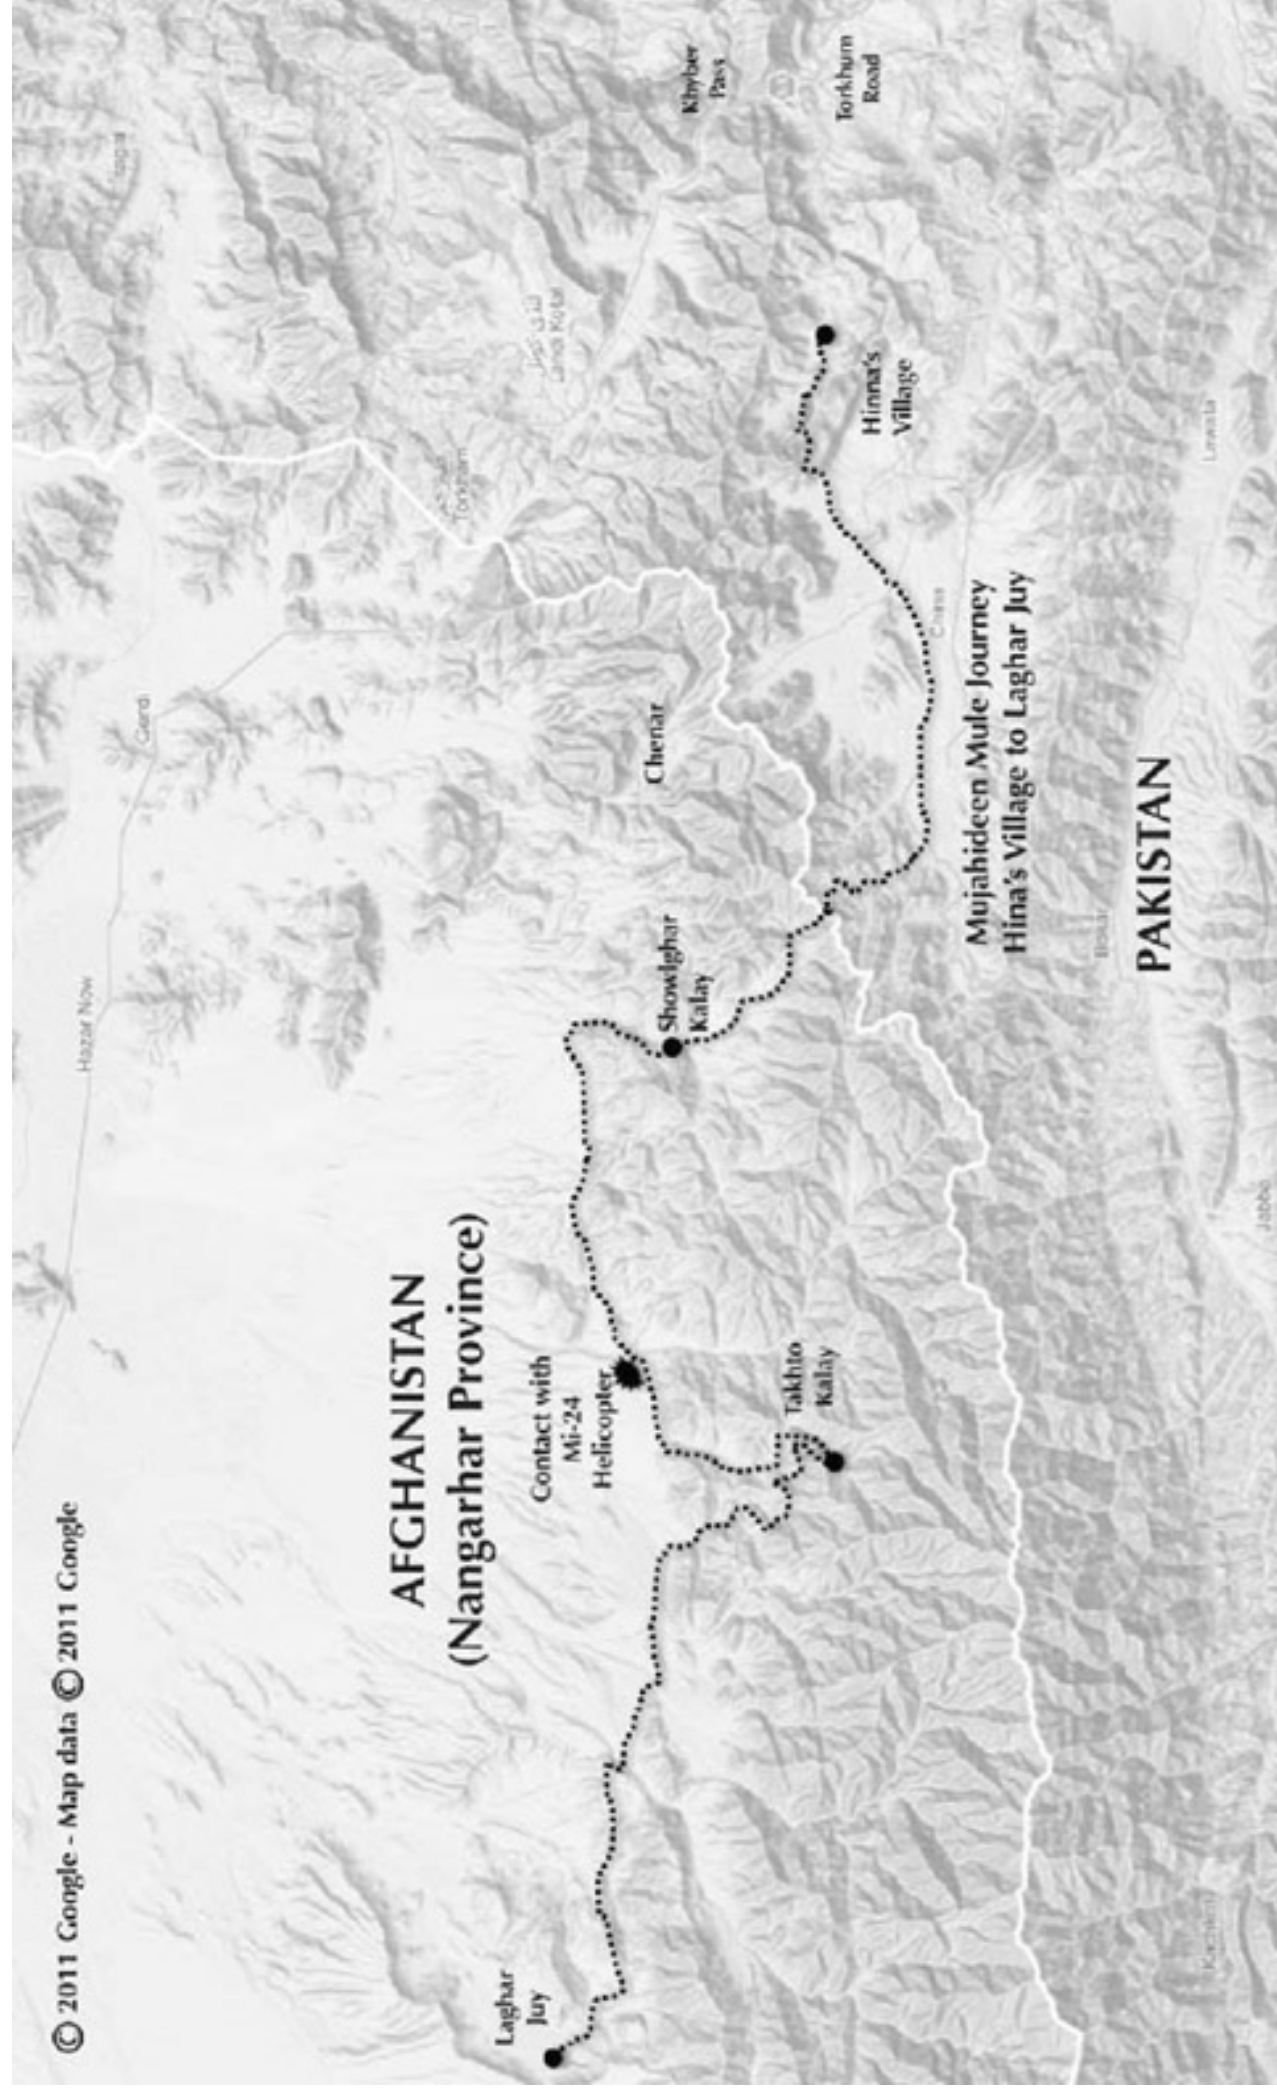 © 2011 Google - Map data © 2011 Google
Hazar Now
Gerd
AFGHANISTAN
(Nangarhar Province)
Torkham
Laghar
Juy
Contact with
Mi-24
Helicopter
Showlghar
Kalay
Chenar
Khyber
Pass
Takhto
Kalay
Torkhum
Road
Hinna's
Village
Mujahideen Mule Journey
Hina's Village to Laghar Juy
PAKISTAN